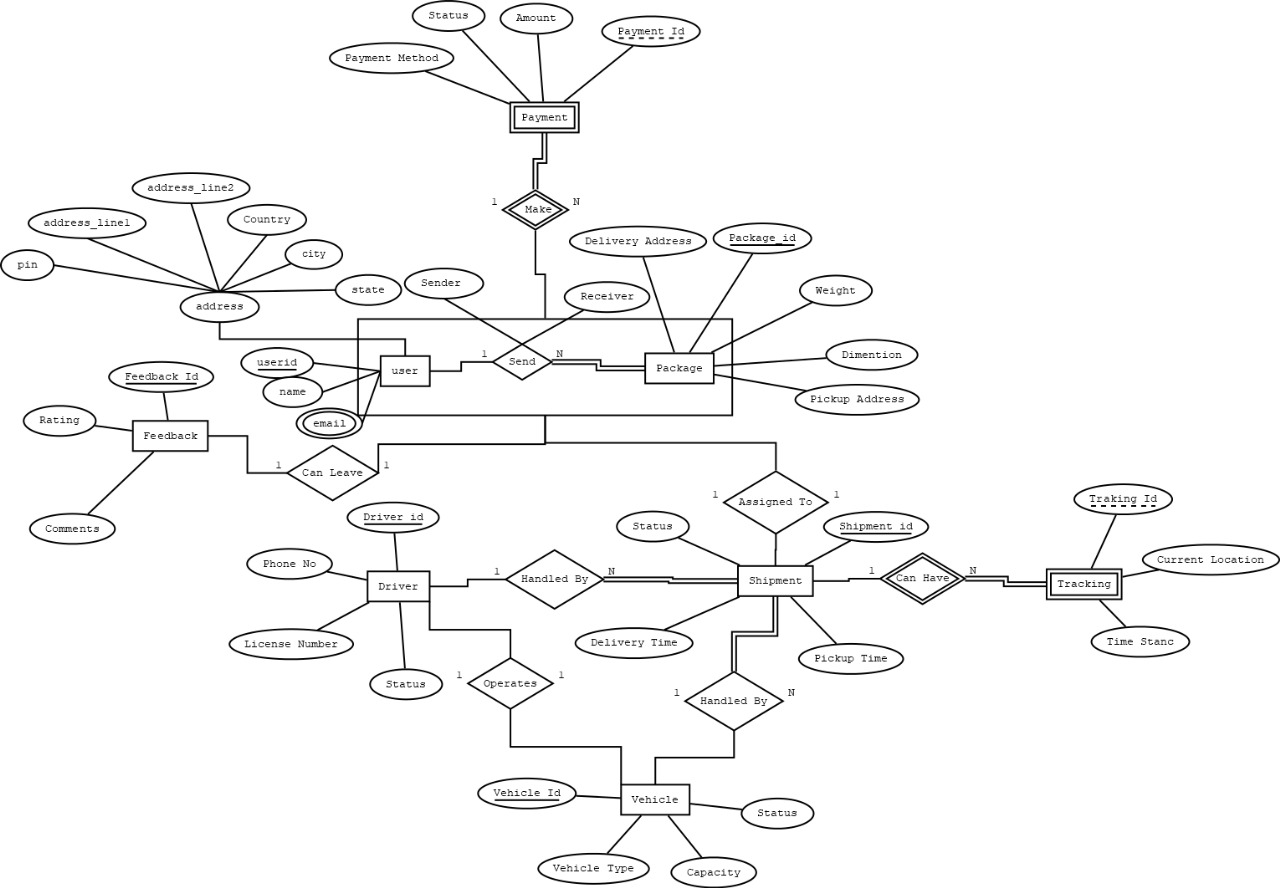 Status
Amount
Payment Id
Payment Method
Payment
address_line2
1
Make
N
address_line1
Country
Delivery Address
Package_id
city
pin
Sender
Receiver
state
Weight
address
userid
1
Send
N
Dimention
user
Package
Feedback Id
name
Pickup Address
Rating
email
Feedback
1
Can Leave
1
Driver id
1
Assigned To
1
Traking Id
Comments
Status
Shipment id
Phone No
Current Location
Driver
1
Handled By
N
Shipment
1
Can Have
N
Tracking
License Number
Delivery Time
Time Stanc
Pickup Time
Status
1
Operates
1
1
Handled By
N
Vehicle Id
Vehicle
Status
Vehicle Type
Capacity